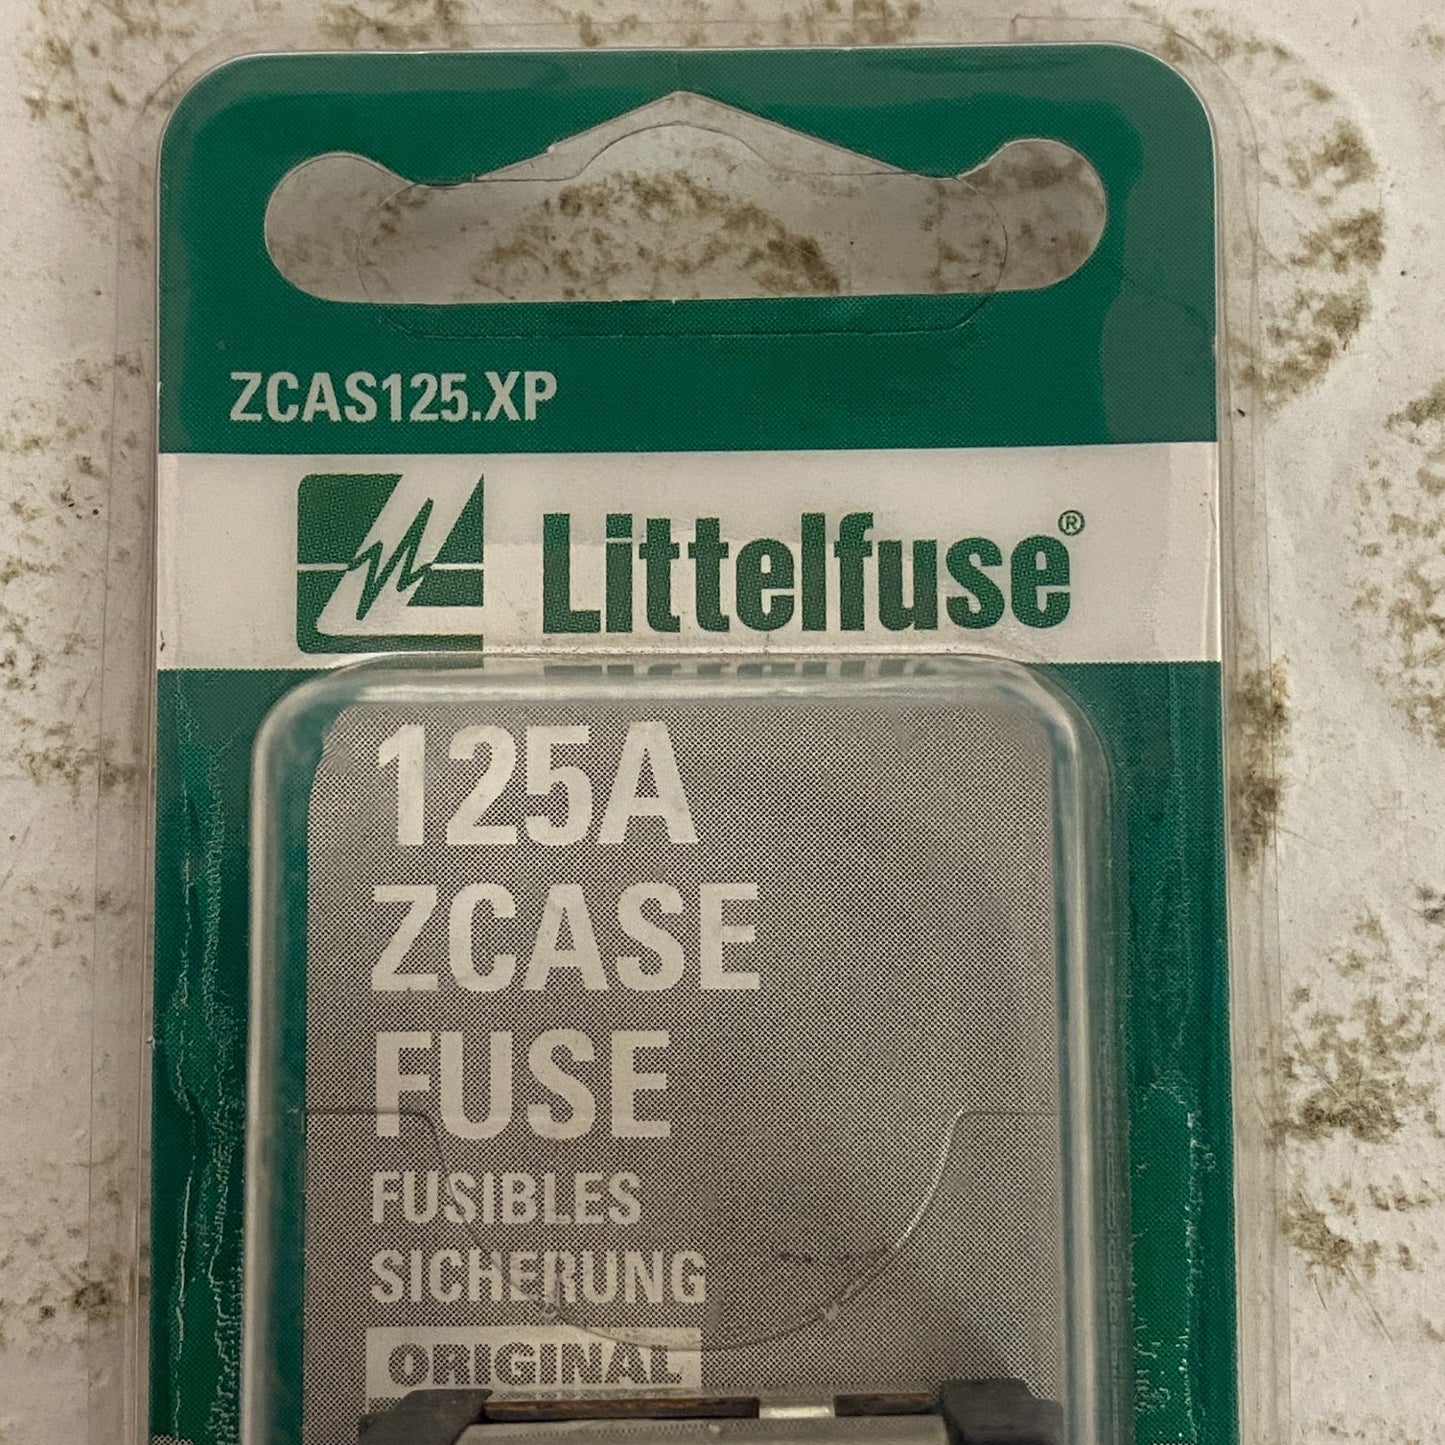 ZCAS125.XP
Littelfuse®
125A
ZCASE
FUSE
FUSIBLES
SICHERUNG
ORIGINAL